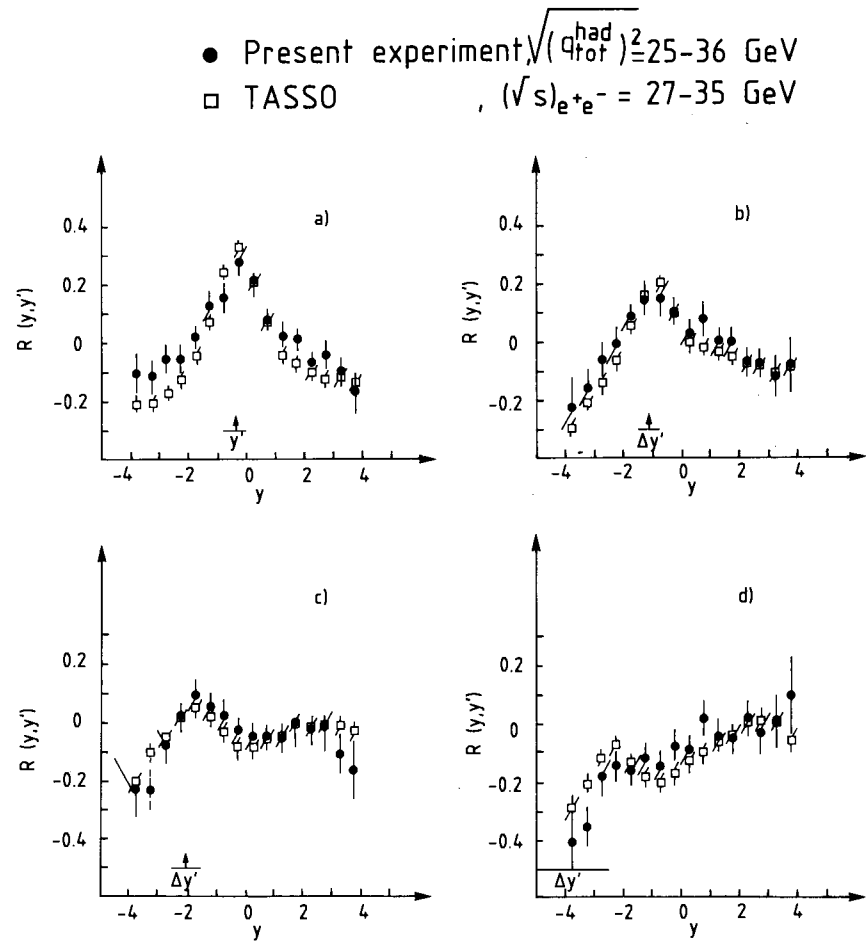 ● Present experiment, √(q_tot^had)² = 25-36 GeV
□ TASSO , (√s)e+e- = 27-35 GeV
a)
R (y,y')
0.4
0.2
0
-0.2
y'
-4 -2 0 2 4
y
b)
R (y,y')
0.4
0.2
0
-0.2
Δy'
-4 -2 0 2 4
y
c)
R (y,y')
0.2
0
-0.2
-0.4
Δy'
-4 -2 0 2 4
y
d)
R (y,y')
0.2
0
-0.2
-0.4
Δy'
-4 -2 0 2 4
y